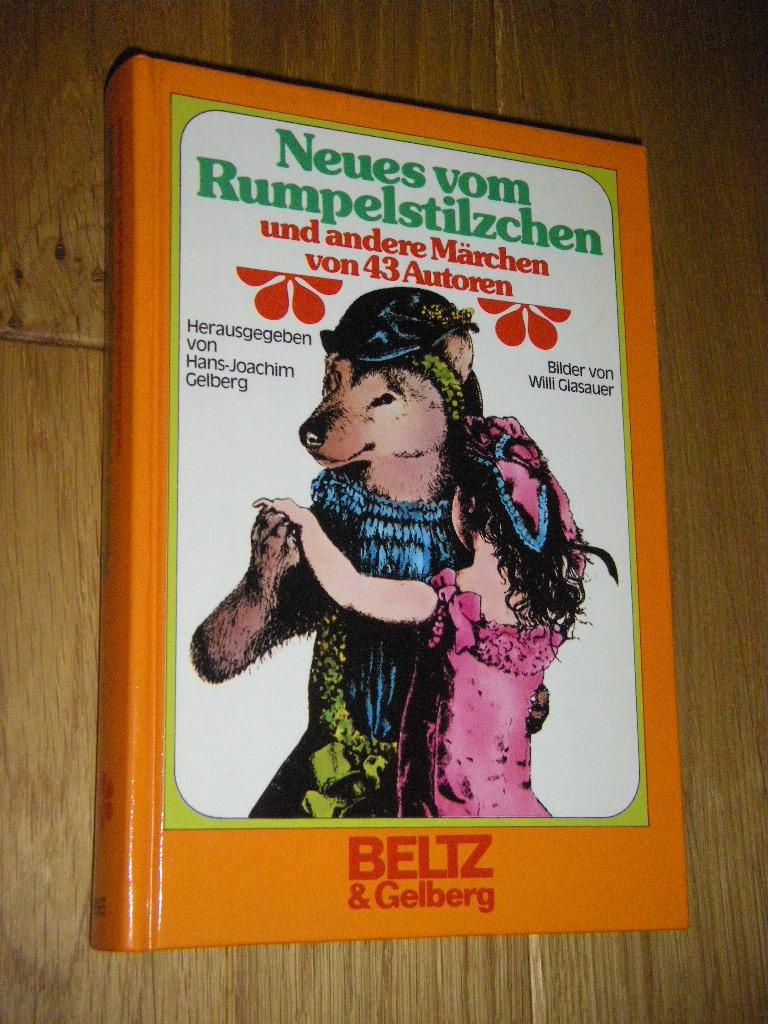 Neues vom
Rumpelstilzchen
und andere Märchen
von 43 Autoren
Herausgegeben
von
Hans-Joachim
Gelberg
Bilder von
Willi Glasauer
BELTZ
& Gelberg